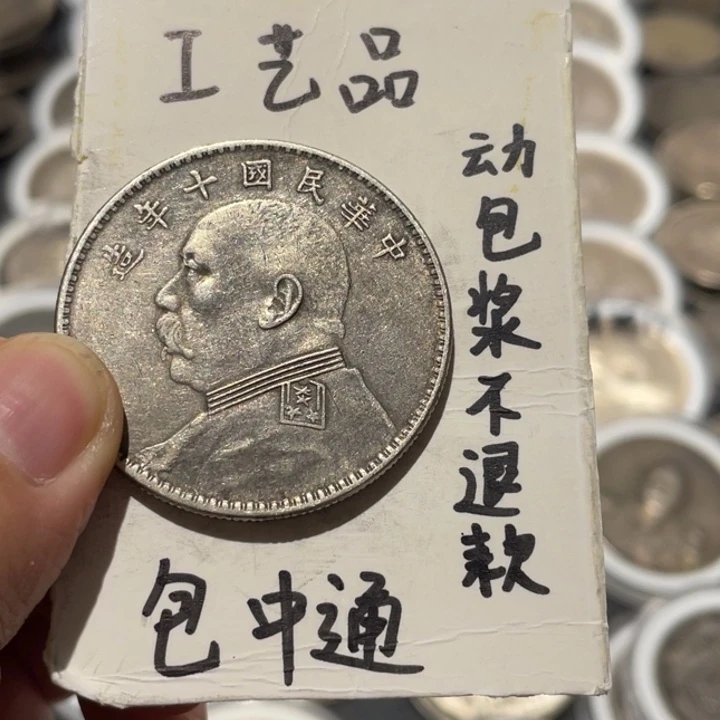 工艺品
中華民國十年造
动包浆不退款
包中通